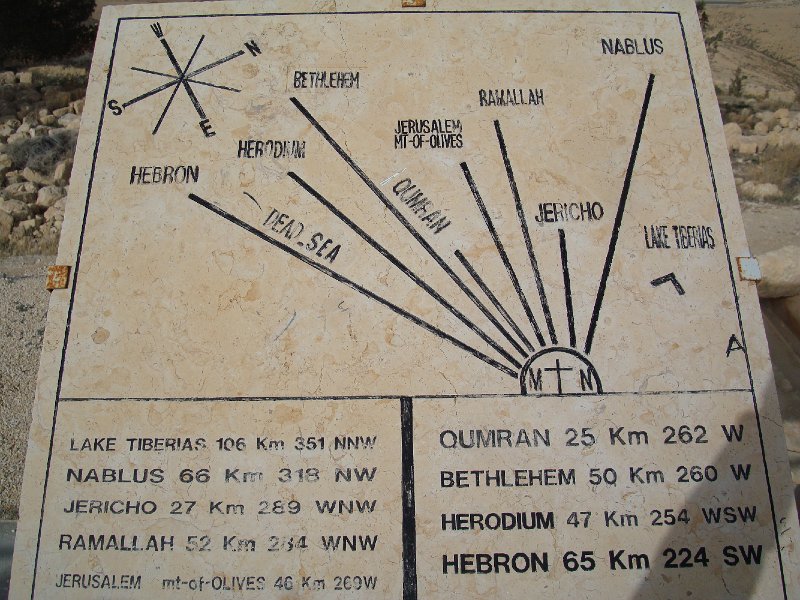 W
N
S
E
NABLUS
BETHLEHEM
RAMALLAH
JERUSALEM
MT-OF-OLIVES
HERODIUM
HEBRON
QUMRAN
JERICHO
DEAD_SEA
LAKE TIBERIAS
A
M N
LAKE TIBERIAS 106 Km 351 NNW
NABLUS 66 Km 318 NW
JERICHO 27 Km 289 WNW
RAMALLAH 52 Km 284 WNW
JERUSALEM mt-of-OLIVES 46 Km 269W
QUMRAN 25 Km 262 W
BETHLEHEM 50 Km 260 W
HERODIUM 47 Km 254 WSW
HEBRON 65 Km 224 SW